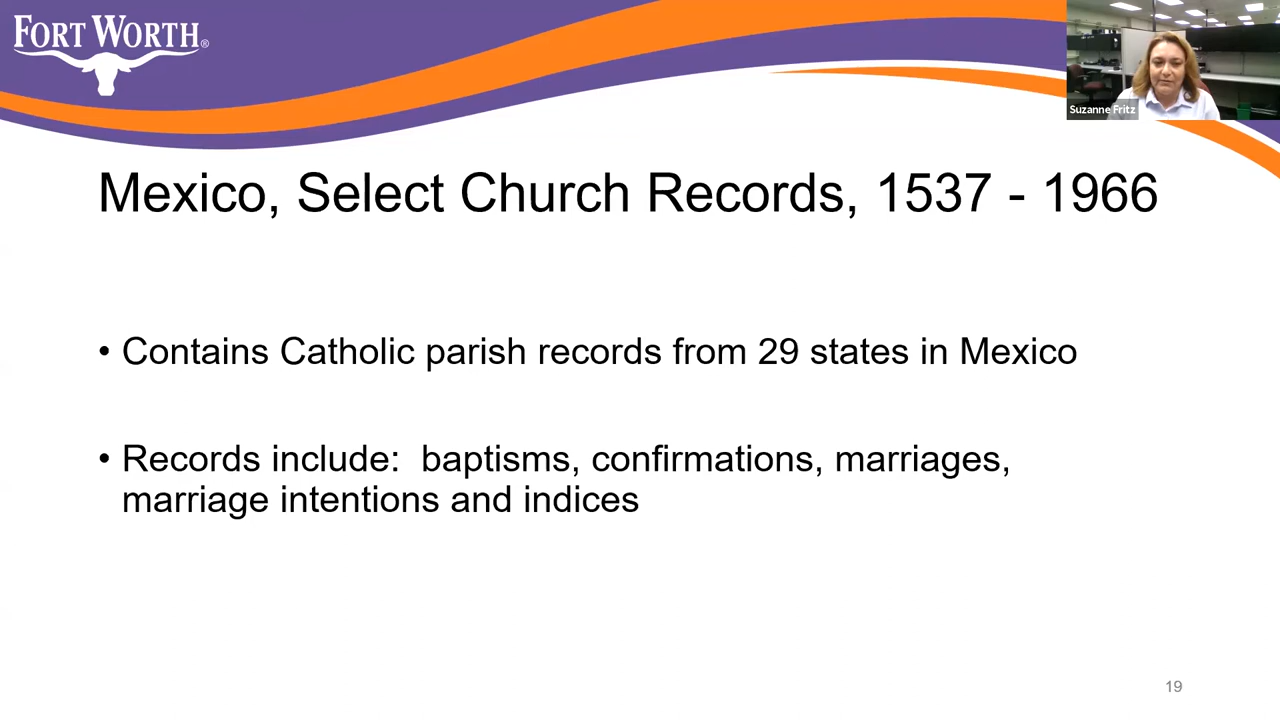 FORT WORTH®
Suzanne Fritz
Mexico, Select Church Records, 1537 - 1966
• Contains Catholic parish records from 29 states in Mexico
• Records include:  baptisms, confirmations, marriages,
marriage intentions and indices
19